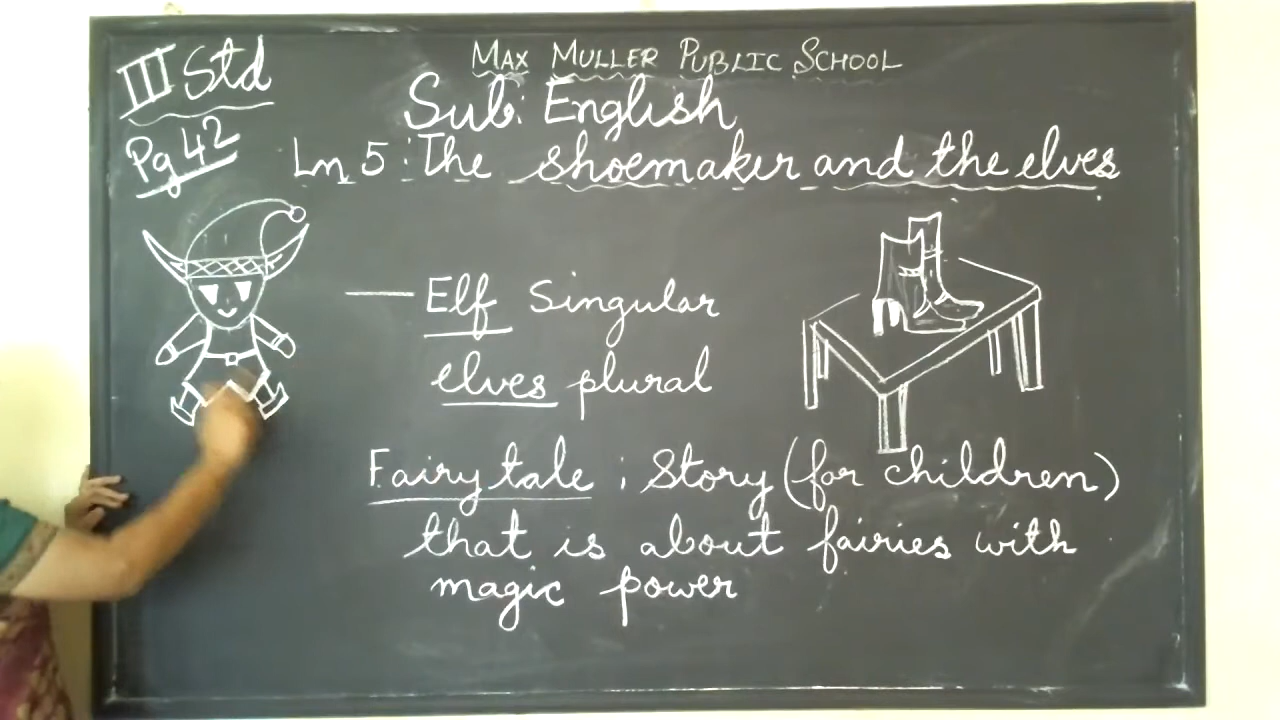 MAX MULLER PUBLIC SCHOOL
III Std
Sub: English
Pg 42
Ln 5 : The shoemaker and the elves
Elf Singular
elves plural
Fairy tale ; Story (for children)
that is about fairies with
magic power